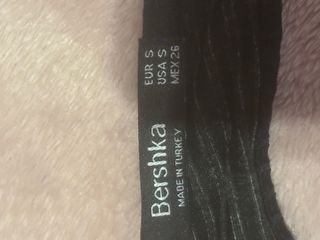 EUR S
USA S
MEX 26
Bershka
MADE IN TURKEY